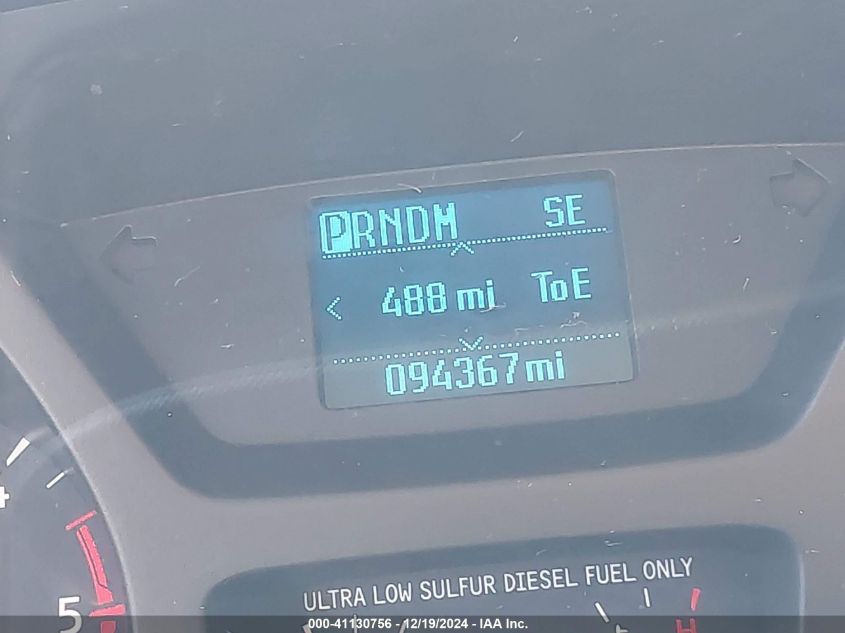 PRNDM SE
< 488 mi ToE
094367mi
5
ULTRA LOW SULFUR DIESEL FUEL ONLY
H
000-41130756 - 12/19/2024 - IAA Inc.